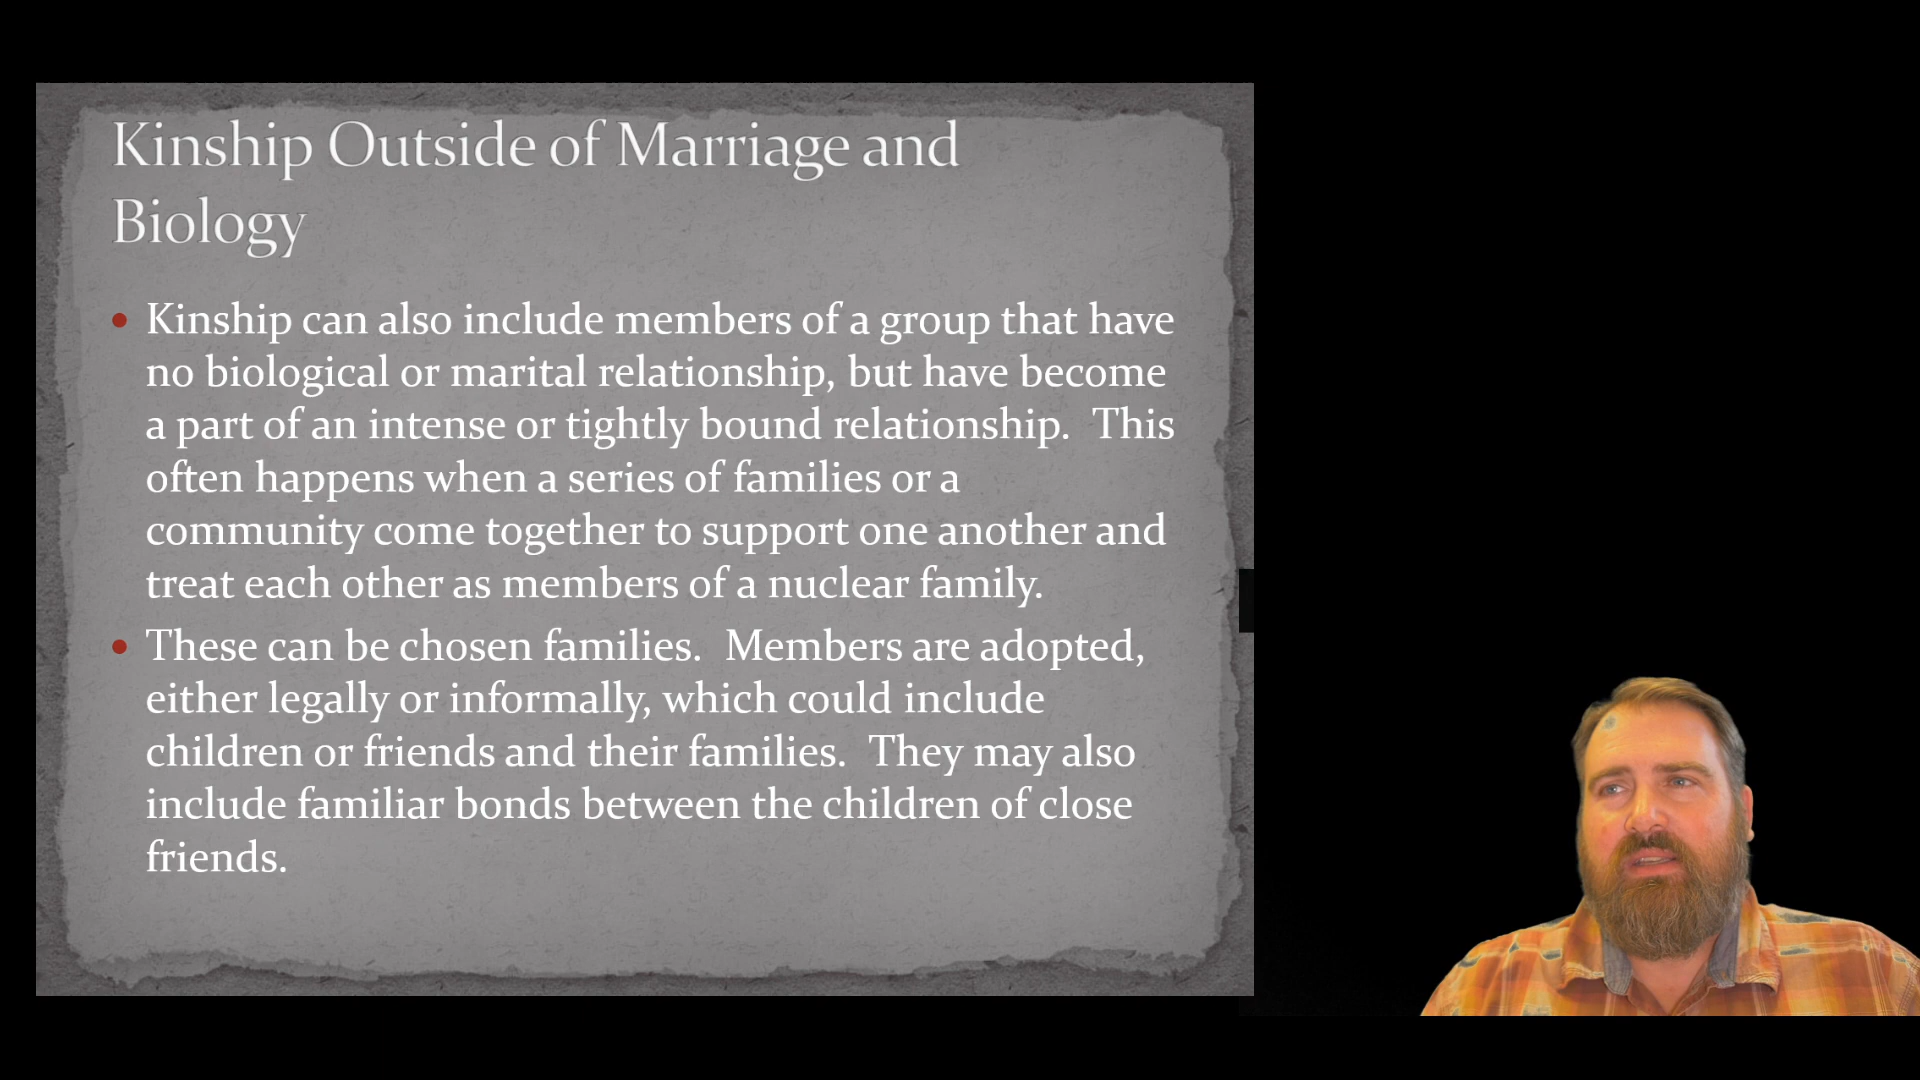 Kinship Outside of Marriage and
Biology
• Kinship can also include members of a group that have
no biological or marital relationship, but have become
a part of an intense or tightly bound relationship.  This
often happens when a series of families or a
community come together to support one another and
treat each other as members of a nuclear family.
• These can be chosen families.  Members are adopted,
either legally or informally, which could include
children or friends and their families.  They may also
include familiar bonds between the children of close
friends.